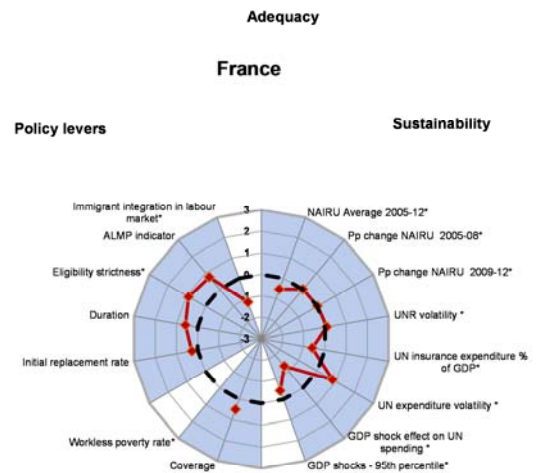 Adequacy
France
Policy levers
Sustainability
Immigrant integration in labour
market*
ALMP indicator
Eligibility strictness*
Duration
Initial replacement rate
Workless poverty rate*
Coverage
3
2
1
0
-1
-2
-3
NAIRU Average 2005-12*
Pp change NAIRU 2005-08*
Pp change NAIRU 2009-12*
UNR volatility *
UN insurance expenditure %
of GDP*
UN expenditure volatility *
GDP shock effect on UN
spending *
GDP shocks - 95th percentile*